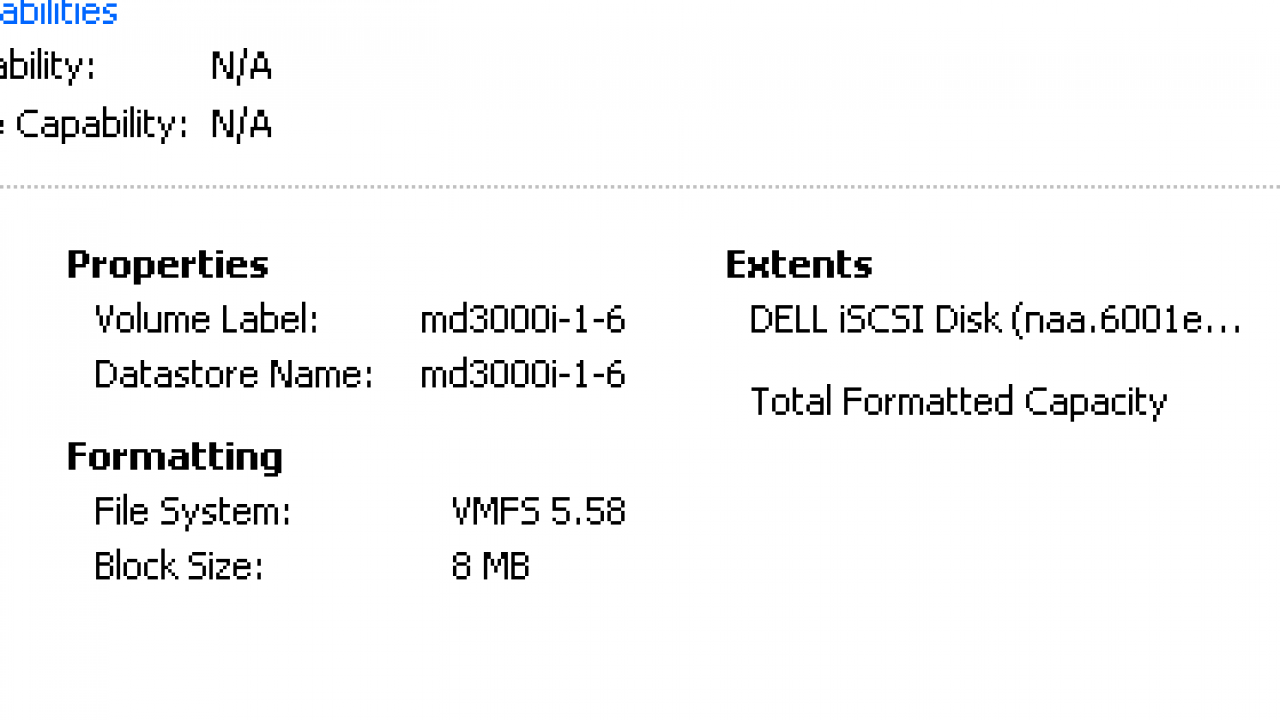 abilities
ability: N/A
e Capability: N/A
Properties
Volume Label: md3000i-1-6
Datastore Name: md3000i-1-6
Formatting
File System: VMFS 5.58
Block Size: 8 MB
Extents
DELL iSCSI Disk (naa.6001e...
Total Formatted Capacity